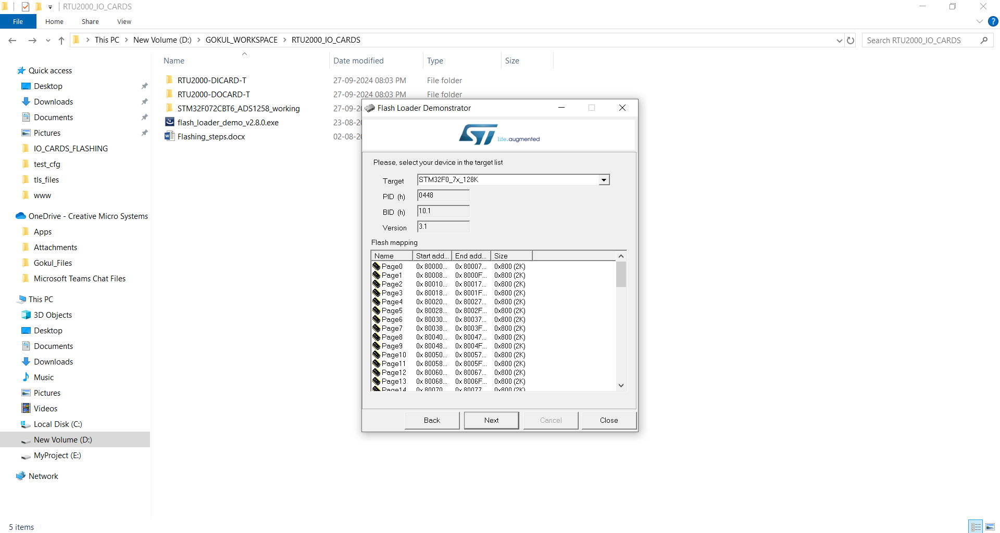 RTU2000_IO_CARDS
File Home Share View
This PC New Volume (D:) GOKUL_WORKSPACE RTU2000_IO_CARDS Search RTU2000_IO_CARDS
Name Date modified Type Size
RTU2000-DICARD-T 27-09-2024 08:03 PM File folder
RTU2000-DOCARD-T 27-09-2024 08:03 PM File folder
STM32F072CBT6_ADS1258_working 27-09-20
flash_loader_demo_v2.8.0.exe 23-08-20
Flashing_steps.docx 02-08-20
Quick access
Desktop
Downloads
Documents
Pictures
IO_CARDS_FLASHING
test_cfg
tls_files
www
OneDrive - Creative Micro Systems
Apps
Attachments
Gokul_Files
Microsoft Teams Chat Files
This PC
3D Objects
Desktop
Documents
Downloads
Music
Pictures
Videos
Local Disk (C:)
New Volume (D:)
MyProject (E:)
Network
5 items
Flash Loader Demonstrator
ST life.augmented
Please, select your device in the target list
Target STM32F0_7x_128K
PID (h) 0448
BID (h) 10.1
Version 3.1
Flash mapping
Name Start add... End add... Size
Page0 0x 80000... 0x 80007... 0x800 (2K)
Page1 0x 80008... 0x 8000F... 0x800 (2K)
Page2 0x 80010... 0x 80017... 0x800 (2K)
Page3 0x 80018... 0x 8001F... 0x800 (2K)
Page4 0x 80020... 0x 80027... 0x800 (2K)
Page5 0x 80028... 0x 8002F... 0x800 (2K)
Page6 0x 80030... 0x 80037... 0x800 (2K)
Page7 0x 80038... 0x 8003F... 0x800 (2K)
Page8 0x 80040... 0x 80047... 0x800 (2K)
Page9 0x 80048... 0x 8004F... 0x800 (2K)
Page10 0x 80050... 0x 80057... 0x800 (2K)
Page11 0x 80058... 0x 8005F... 0x800 (2K)
Page12 0x 80060... 0x 80067... 0x800 (2K)
Page13 0x 80068... 0x 8006F... 0x800 (2K)
Page14 0x 80070... 0x 80077... 0x800 (2K)
Back Next Cancel Close